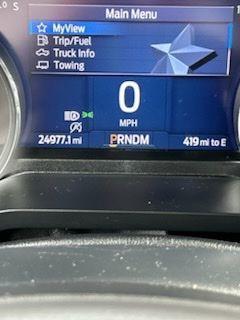 ° S
Main Menu
MyView
Trip/Fuel
Truck Info
Towing
0
MPH
24977.1 mi PRNDM 419 mi to E